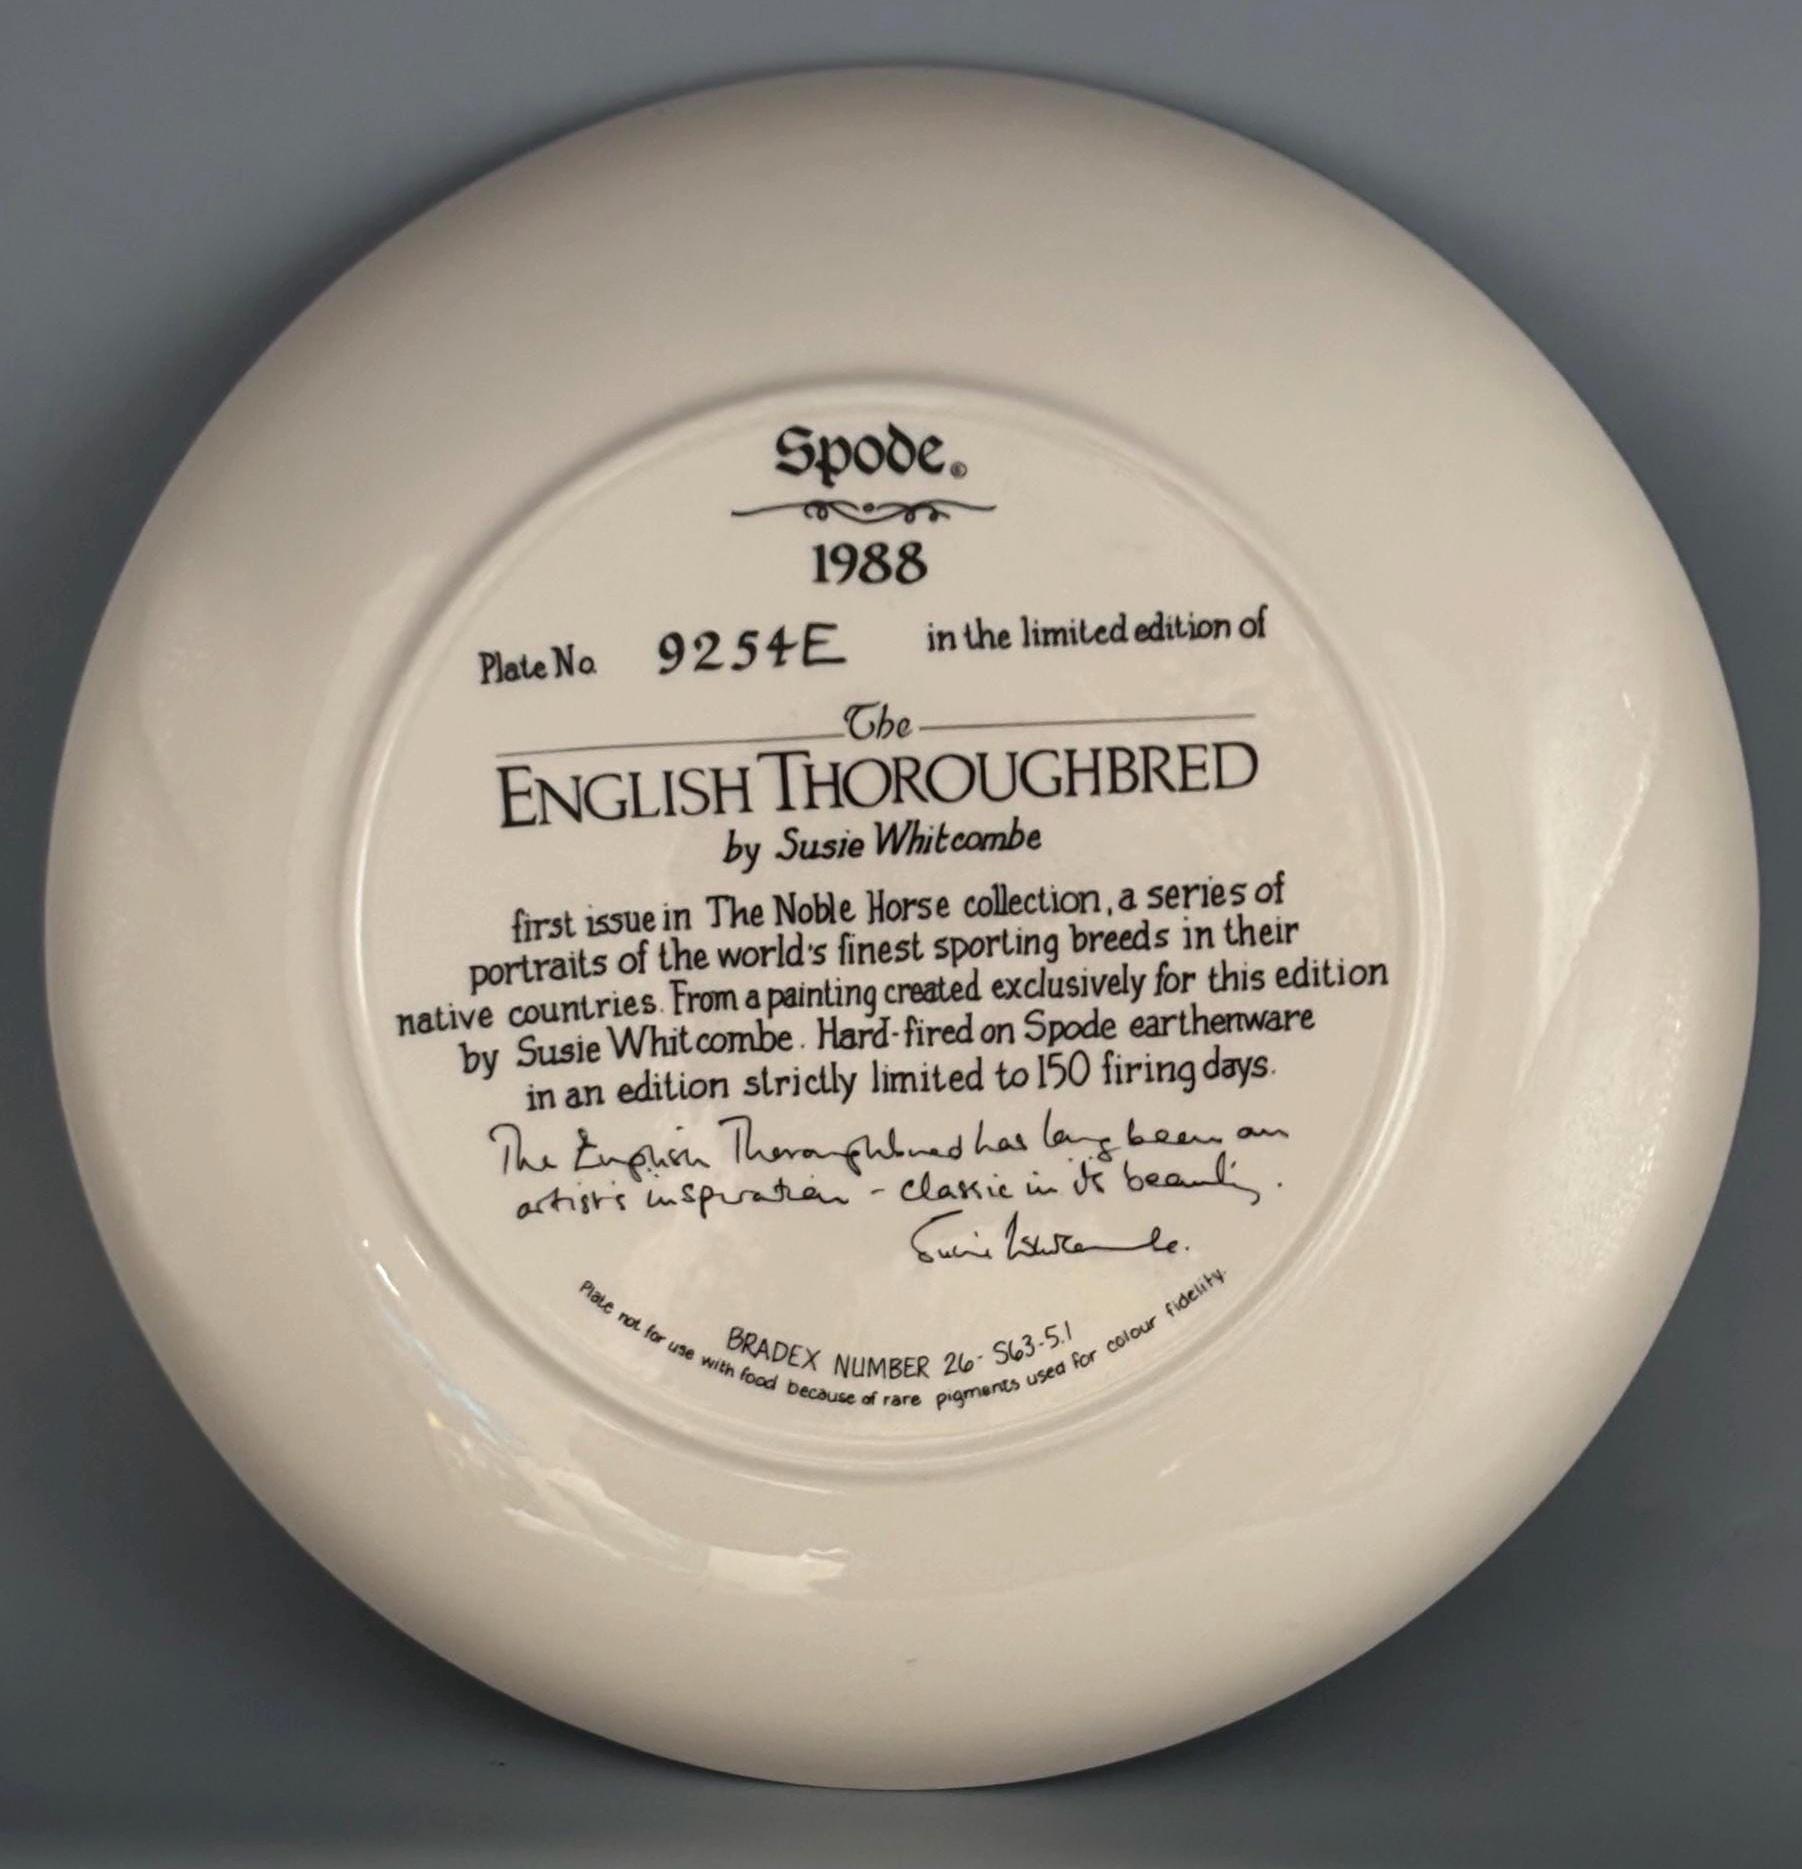 Spode.®
1988
Plate No. 9254E in the limited edition of
The
ENGLISH THOROUGHBRED
by Susie Whitcombe
first issue in The Noble Horse collection, a series of
portraits of the world's finest sporting breeds in their
native countries. From a painting created exclusively for this edition
by Susie Whitcombe. Hard-fired on Spode earthenware
in an edition strictly limited to 150 firing days.
The English Thoroughbred has long been an
artist's inspiration - classic in its beauty.
Susie Whitcombe.
BRADEX NUMBER 26-S63-5.1
Plate not for use with food because of rare pigments used for colour fidelity.